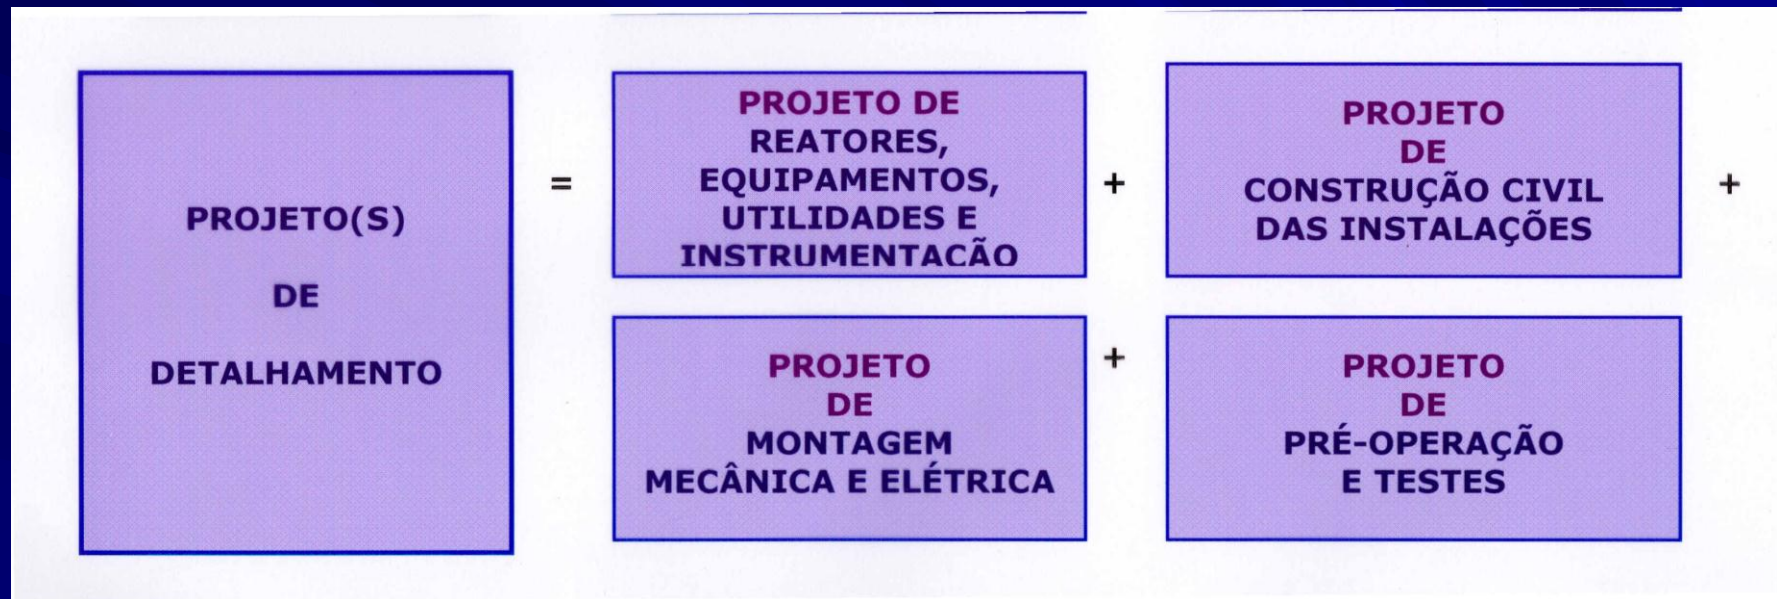 PROJETO(S)
DE
DETALHAMENTO
=
PROJETO DE
REATORES,
EQUIPAMENTOS,
UTILIDADES E
INSTRUMENTAÇÃO
+
PROJETO
DE
CONSTRUÇÃO CIVIL
DAS INSTALAÇÕES
+
PROJETO
DE
MONTAGEM
MECÂNICA E ELÉTRICA
+
PROJETO
DE
PRÉ-OPERAÇÃO
E TESTES